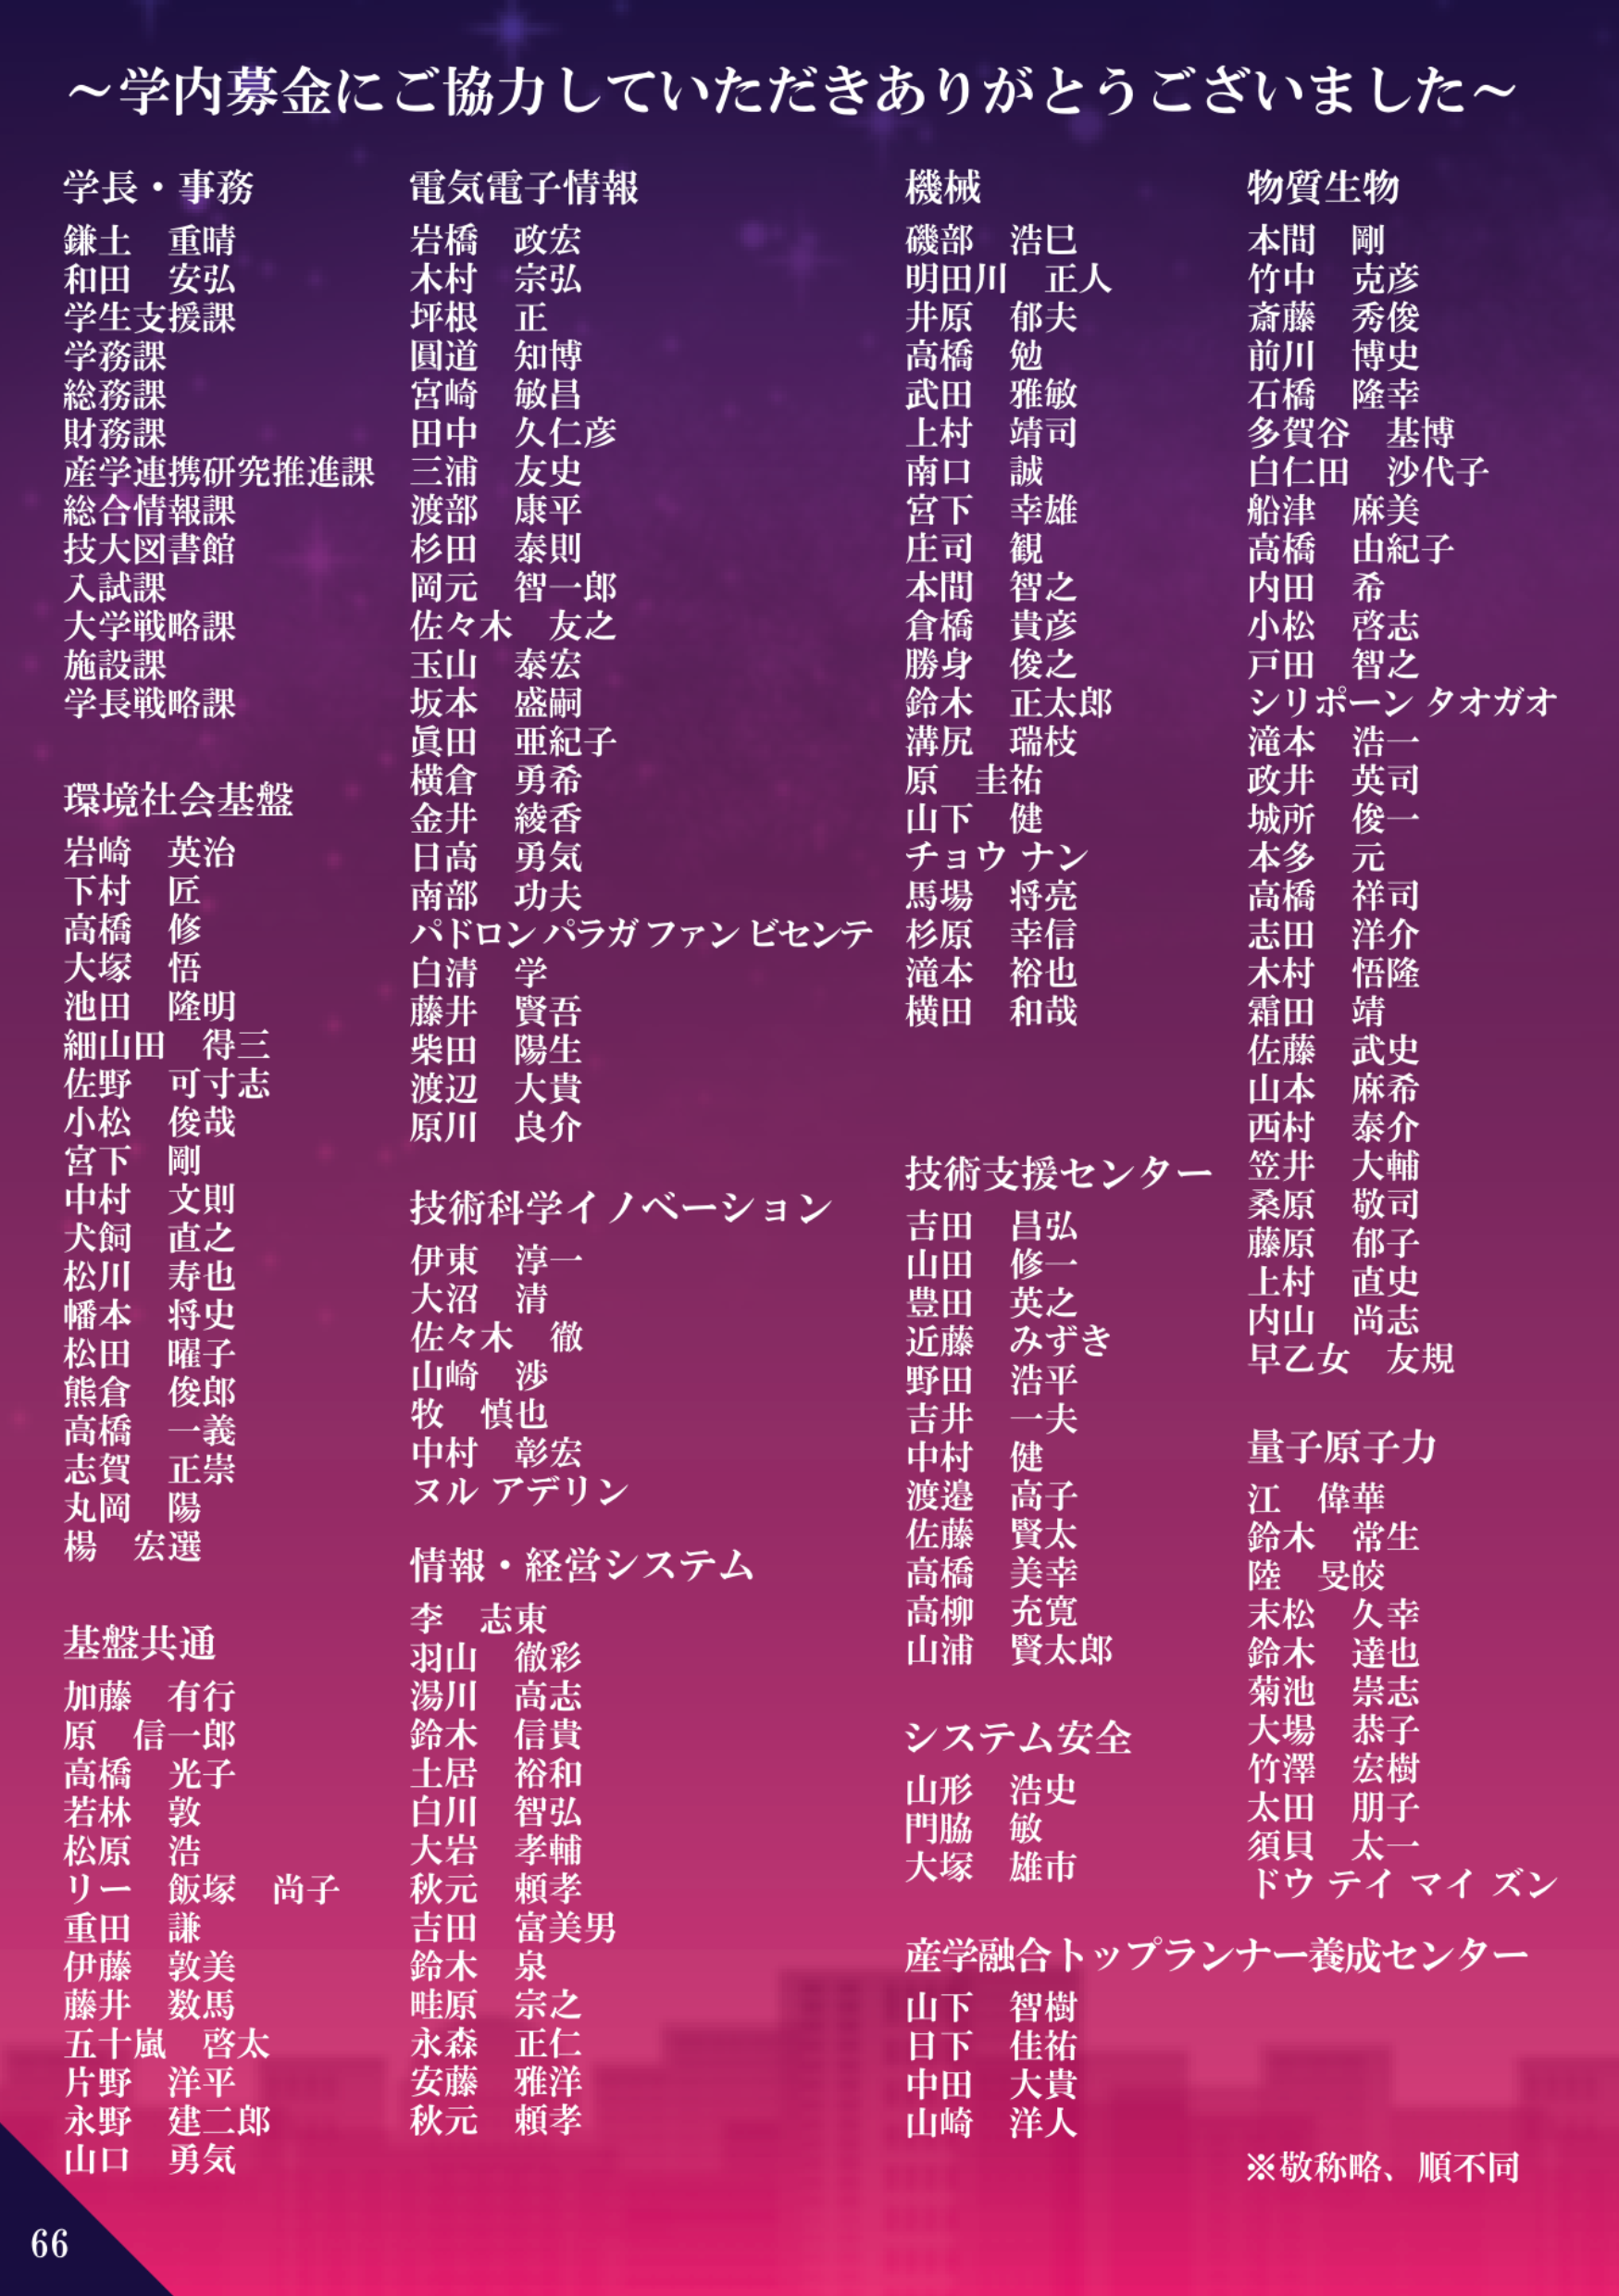 ～学内募金にご協力していただきありがとうございました～
学長・事務
鎌土　重晴
和田　安弘
学生支援課
学務課
総務課
財務課
産学連携研究推進課
総合情報課
技大図書館
入試課
大学戦略課
施設課
学長戦略課
環境社会基盤
岩崎　英治
下村　匠
高橋　修
大塚　悟
池田　隆明
細山田　得三
佐野　可寸志
小松　俊哉
宮下　剛
中村　文則
犬飼　直之
松川　寿也
幡本　将史
松田　曜子
熊倉　俊郎
高橋　一義
志賀　正崇
丸岡　陽
楊　宏選
基盤共通
加藤　有行
原　信一郎
高橋　光子
若林　敦
松原　浩
リー　飯塚　尚子
重田　謙
伊藤　敦美
藤井　数馬
五十嵐　啓太
片野　洋平
永野　建二郎
山口　勇気
電気電子情報
岩橋　政宏
木村　宗弘
坪根　正
圓道　知博
宮崎　敏昌
田中　久仁彦
三浦　友史
渡部　康平
杉田　泰則
岡元　智一郎
佐々木　友之
玉山　泰宏
坂本　盛嗣
眞田　亜紀子
横倉　勇希
金井　綾香
日高　勇気
南部　功夫
パドロン パラガ ファン ビセンテ
白清　学
藤井　賢吾
柴田　陽生
渡辺　大貴
原川　良介
技術科学イノベーション
伊東　淳一
大沼　清
佐々木　徹
山崎　渉
牧　慎也
中村　彰宏
ヌル アデリン
情報・経営システム
李　志東
羽山　徹彩
湯川　高志
鈴木　信貴
土居　裕和
白川　智弘
大岩　孝輔
秋元　頼孝
吉田　富美男
鈴木　泉
畦原　宗之
永森　正仁
安藤　雅洋
秋元　頼孝
機械
磯部　浩巳
明田川　正人
井原　郁夫
高橋　勉
武田　雅敏
上村　靖司
南口　誠
宮下　幸雄
庄司　観
本間　智之
倉橋　貴彦
勝身　俊之
鈴木　正太郎
溝尻　瑞枝
原　圭祐
山下　健
チョウ ナン
馬場　将亮
杉原　幸信
滝本　裕也
横田　和哉
技術支援センター
吉田　昌弘
山田　修一
豊田　英之
近藤　みずき
野田　浩平
吉井　一夫
中村　健
渡邉　高子
佐藤　賢太
高橋　美幸
高柳　充寛
山浦　賢太郎
システム安全
山形　浩史
門脇　敏
大塚　雄市
産学融合トップランナー養成センター
山下　智樹
日下　佳祐
中田　大貴
山崎　洋人
物質生物
本間　剛
竹中　克彦
斎藤　秀俊
前川　博史
石橋　隆幸
多賀谷　基博
白仁田　沙代子
船津　麻美
高橋　由紀子
内田　希
小松　啓志
戸田　智之
シリポーン タオガオ
滝本　浩一
政井　英司
城所　俊一
本多　元
高橋　祥司
志田　洋介
木村　悟隆
霜田　靖
佐藤　武史
山本　麻希
西村　泰介
笠井　大輔
桑原　敬司
藤原　郁子
上村　直史
内山　尚志
早乙女　友規
量子原子力
江　偉華
鈴木　常生
陸　旻皎
末松　久幸
鈴木　達也
菊池　崇志
大場　恭子
竹澤　宏樹
太田　朋子
須貝　太一
ドウ テイ マイ ズン
※敬称略、順不同
66